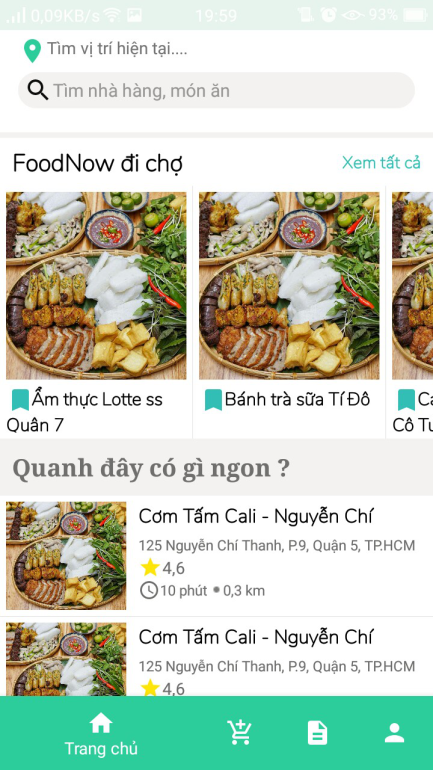 0,09KB/s
19:59
93%
Tìm vị trí hiện tại....
Tìm nhà hàng, món ăn
FoodNow đi chợ
Xem tất cả
Ẩm thực Lotte ss
Quân 7
Bánh trà sữa Tí Đô
Cô Tu
Quanh đây có gì ngon ?
Cơm Tấm Cali - Nguyễn Chí
125 Nguyễn Chí Thanh, P.9, Quận 5, TP.HCM
4,6
10 phút • 0,3 km
Cơm Tấm Cali - Nguyễn Chí
125 Nguyễn Chí Thanh, P.9, Quận 5, TP.HCM
4,6
Trang chủ